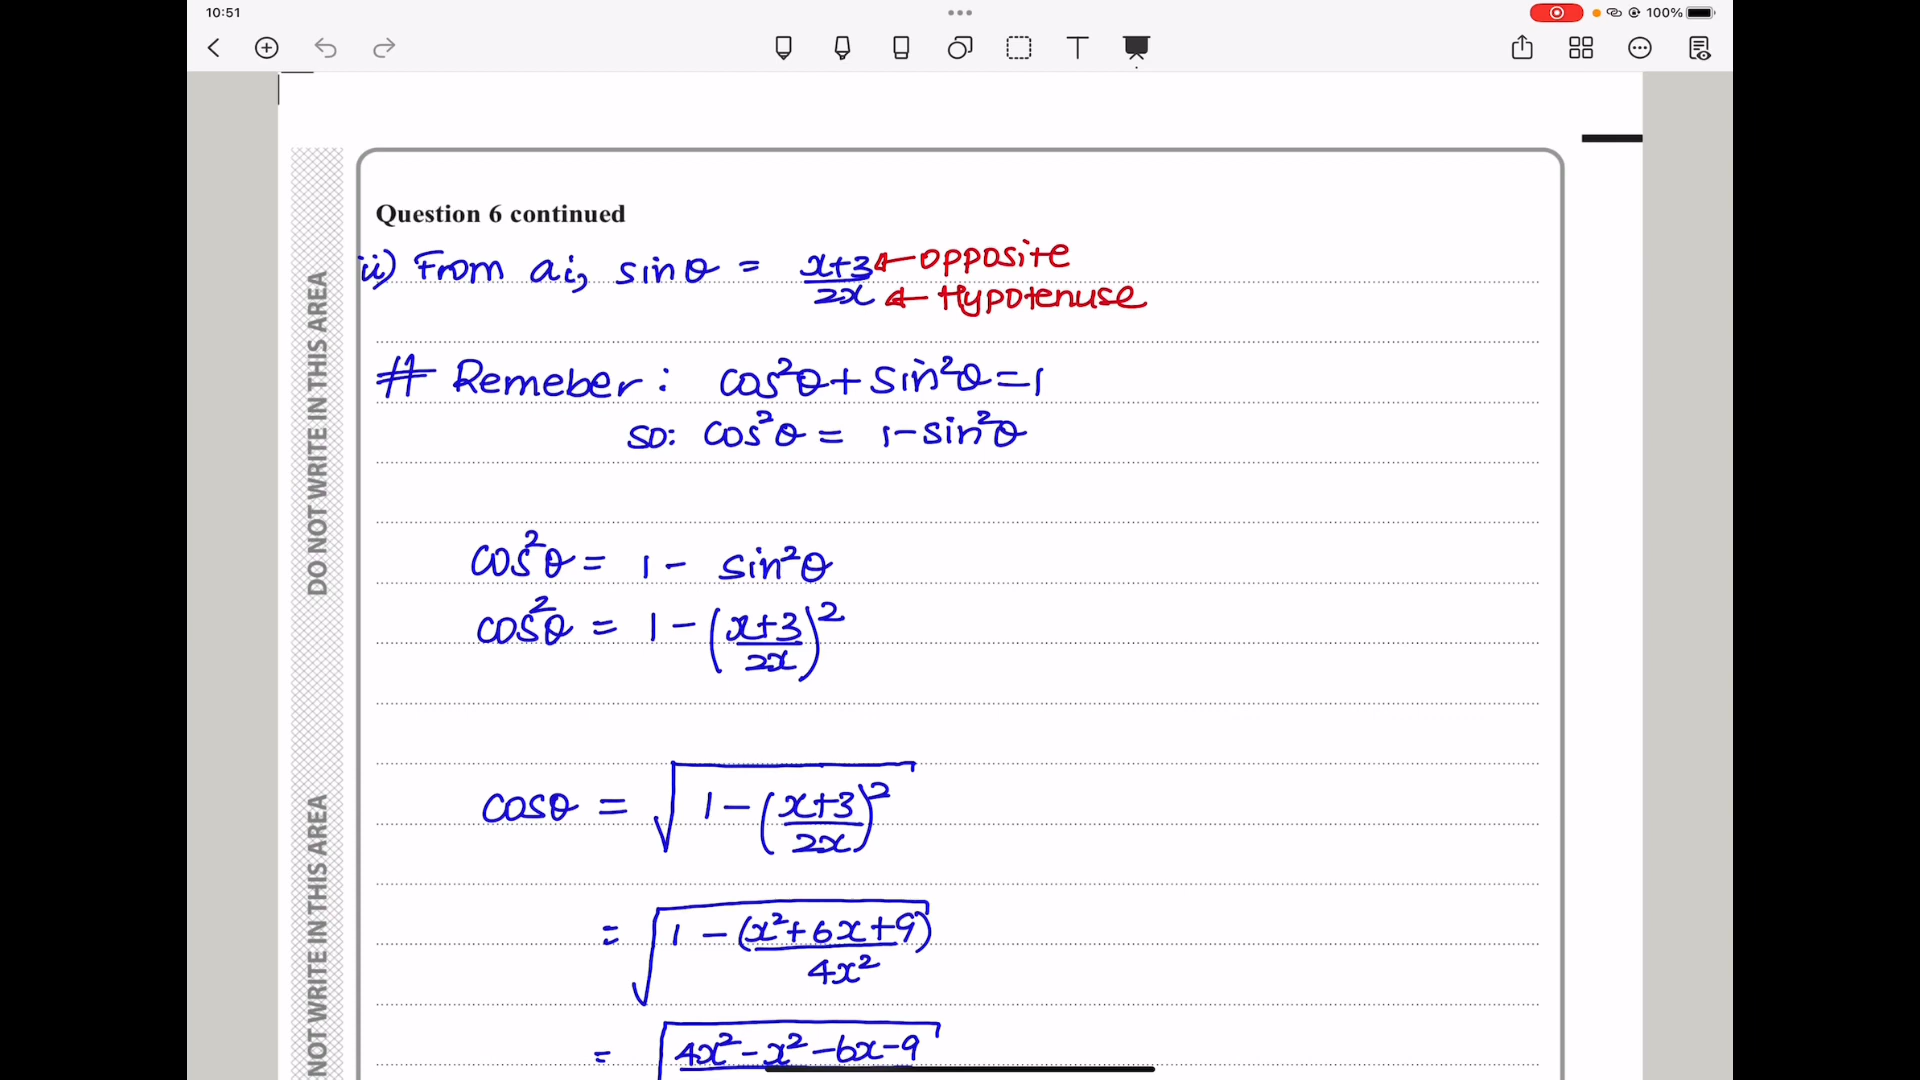 10:51
100%
Question 6 continued
ii) From ai, sinθ = (x+3)/(2x) ← opposite
← Hypotenuse
# Remeber : cos²θ + sin²θ = 1
so: cos²θ = 1 - sin²θ
cos²θ = 1 - sin²θ
cos²θ = 1 - ((x+3)/(2x))²
cosθ = √(1 - ((x+3)/(2x))²)
= √(1 - (x²+6x+9)/(4x²))
= √(4x² - x² - 6x - 9
DO NOT WRITE IN THIS AREA
NOT WRITE IN THIS AREA